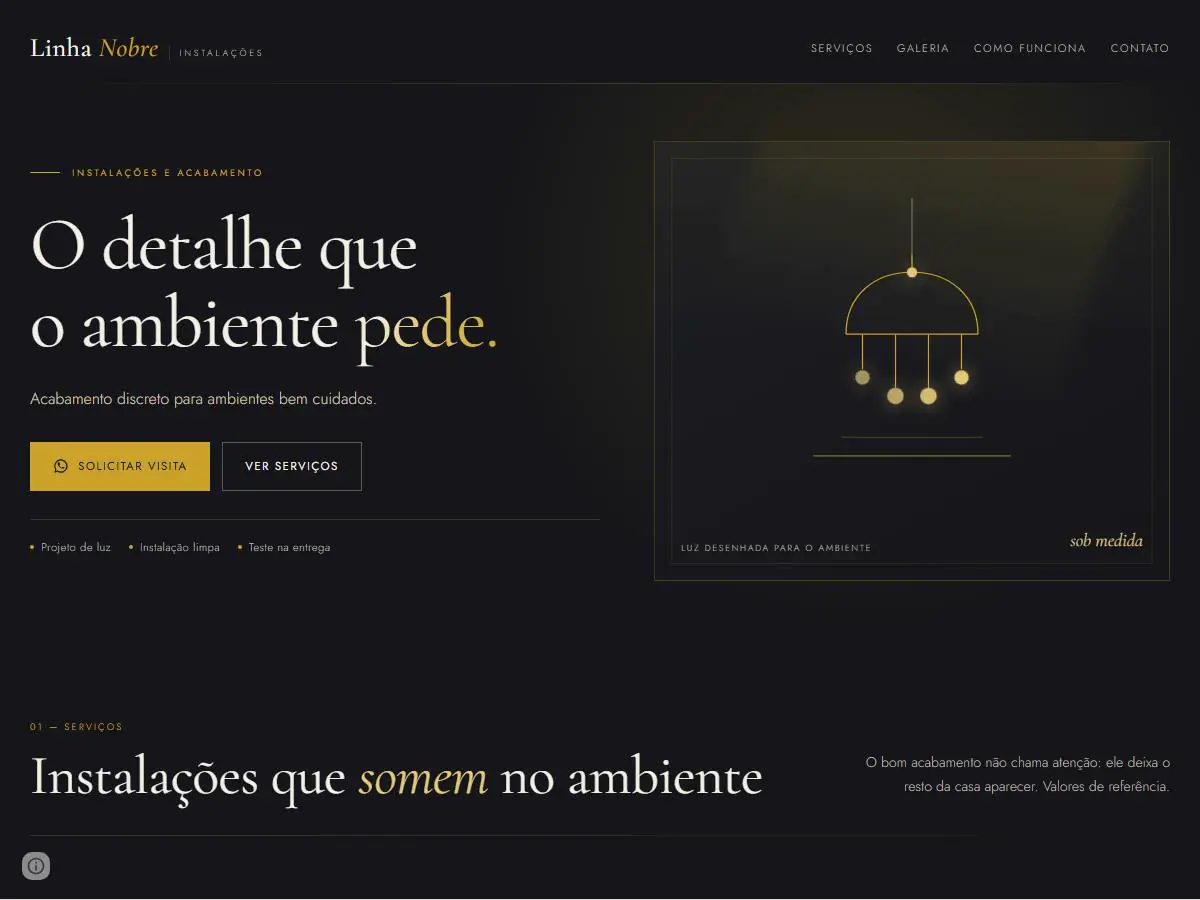 Linha Nobre INSTALAÇÕES
SERVIÇOS GALERIA COMO FUNCIONA CONTATO
INSTALAÇÕES E ACABAMENTO
O detalhe que
o ambiente pede.
Acabamento discreto para ambientes bem cuidados.
SOLICITAR VISITA
VER SERVIÇOS
Projeto de luz
Instalação limpa
Teste na entrega
LUZ DESENHADA PARA O AMBIENTE
sob medida
01 — SERVIÇOS
Instalações que somem no ambiente
O bom acabamento não chama atenção: ele deixa o
resto da casa aparecer. Valores de referência.